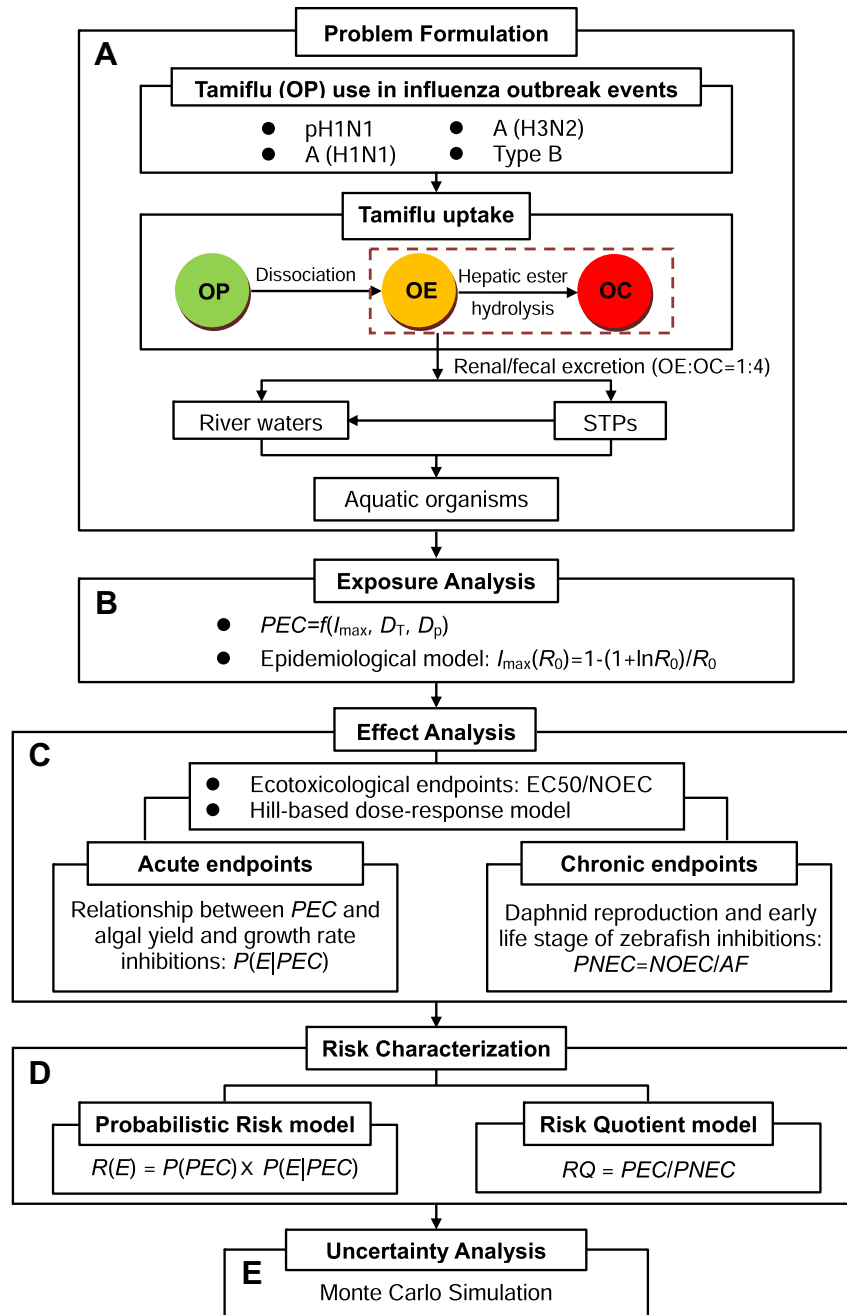 A
Problem Formulation
Tamiflu (OP) use in influenza outbreak events
● pH1N1 ● A (H3N2)
● A (H1N1) ● Type B
Tamiflu uptake
OP
Dissociation
OE
Hepatic ester
hydrolysis
OC
Renal/fecal excretion (OE:OC=1:4)
River waters
STPs
Aquatic organisms
B
Exposure Analysis
● PEC=f(Imax, DT, Dp)
● Epidemiological model: Imax(R0)=1-(1+lnR0)/R0
C
Effect Analysis
● Ecotoxicological endpoints: EC50/NOEC
● Hill-based dose-response model
Acute endpoints
Relationship between PEC and
algal yield and growth rate
inhibitions: P(E|PEC)
Chronic endpoints
Daphnid reproduction and early
life stage of zebrafish inhibitions:
PNEC=NOEC/AF
D
Risk Characterization
Probabilistic Risk model
R(E) = P(PEC) x P(E|PEC)
Risk Quotient model
RQ = PEC/PNEC
E
Uncertainty Analysis
Monte Carlo Simulation